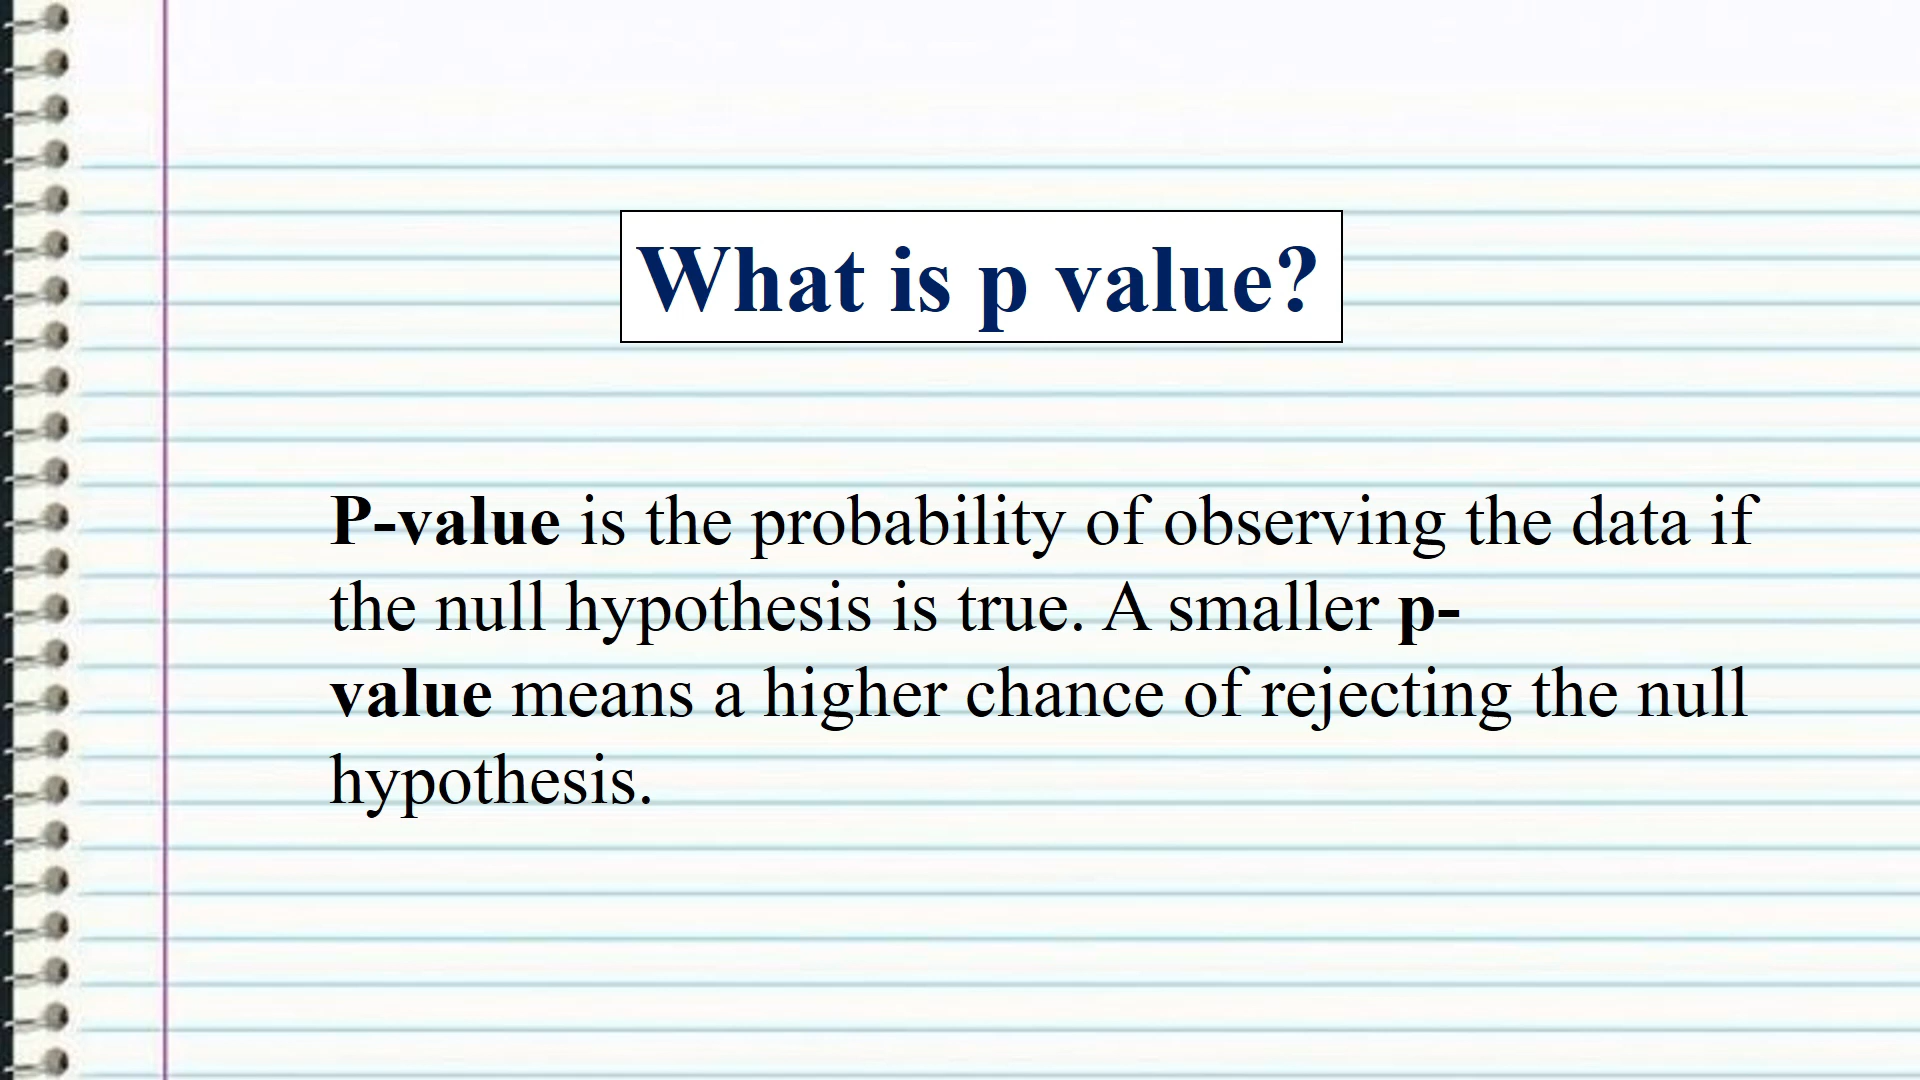 What is p value?
P-value is the probability of observing the data if
the null hypothesis is true. A smaller p-
value means a higher chance of rejecting the null
hypothesis.